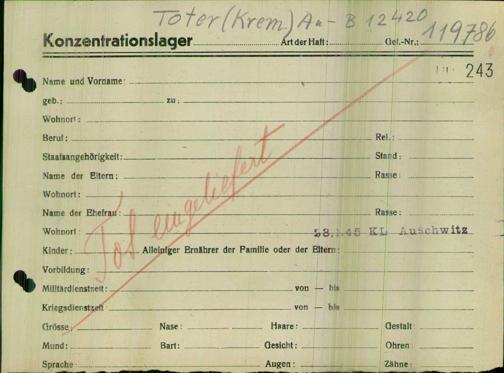 Toter (Krem) Au - B 12420
Konzentrationslager Art der Haft: Gef.-Nr.: 119786
243
Name und Vorname:
geb.: zu:
Wohnort:
Beruf: Rel.:
Staatsangehörigkeit: Stand:
Name der Eltern: Rasse:
Wohnort:
Name der Ehefrau: Rasse:
Wohnort: 23.1.45 KL Auschwitz
Kinder: Alleiniger Ernährer der Familie oder der Eltern:
Vorbildung:
Militärdienstzeit: von — bis
Kriegsdienstzeit von — bis
Grösse: Nase: Haare: Gestalt
Mund: Bart: Gesicht: Ohren
Sprache Augen: Zähne:
Tot eingeliefert